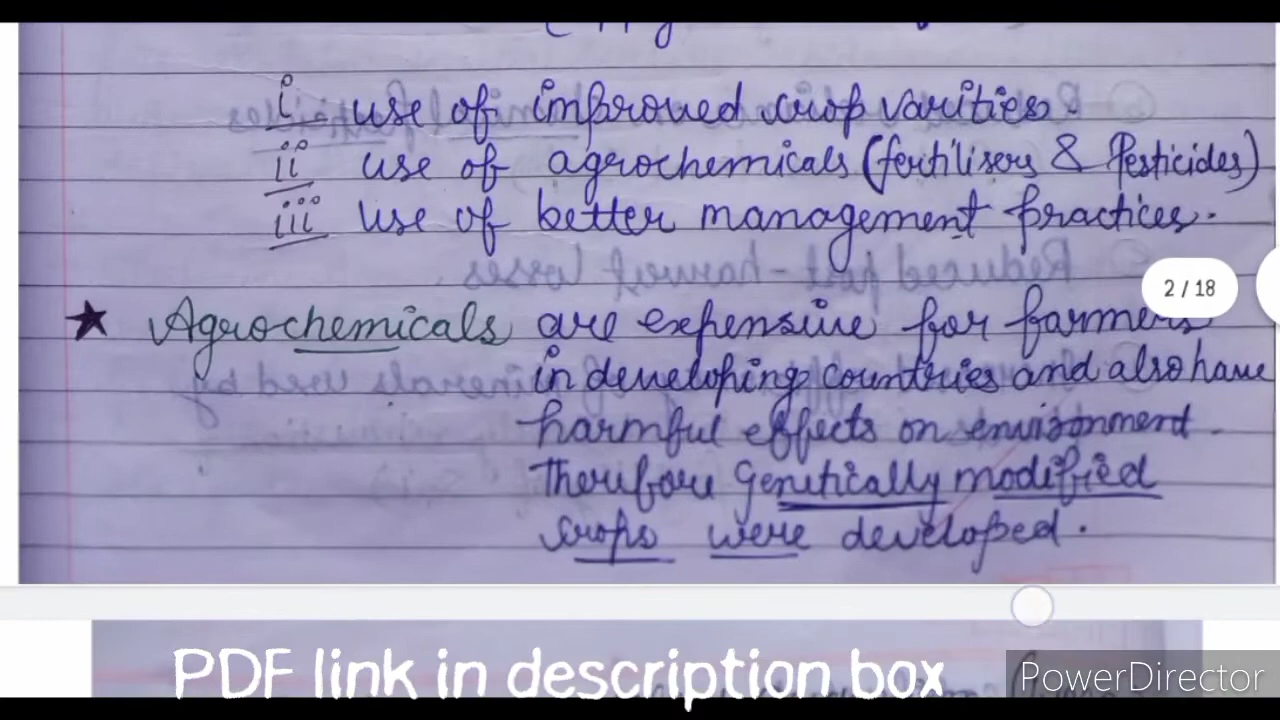 i use of improved crop varities.
ii use of agrochemicals (fertilisers & Pesticides)
iii use of better management practices.
2 / 18
★ Agrochemicals are expensive for farmers
in developing countries and also have
harmful effects on environment.
Therefore Genetically modified
crops were developed.
PDF link in description box
PowerDirector